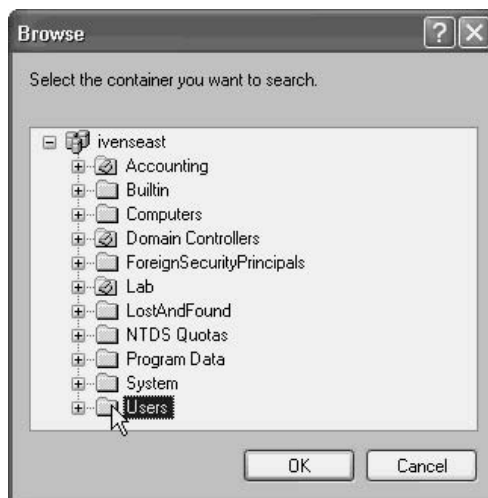 Browse
Select the container you want to search.
ivenseast
Accounting
Builtin
Computers
Domain Controllers
ForeignSecurityPrincipals
Lab
LostAndFound
NTDS Quotas
Program Data
System
Users
OK Cancel